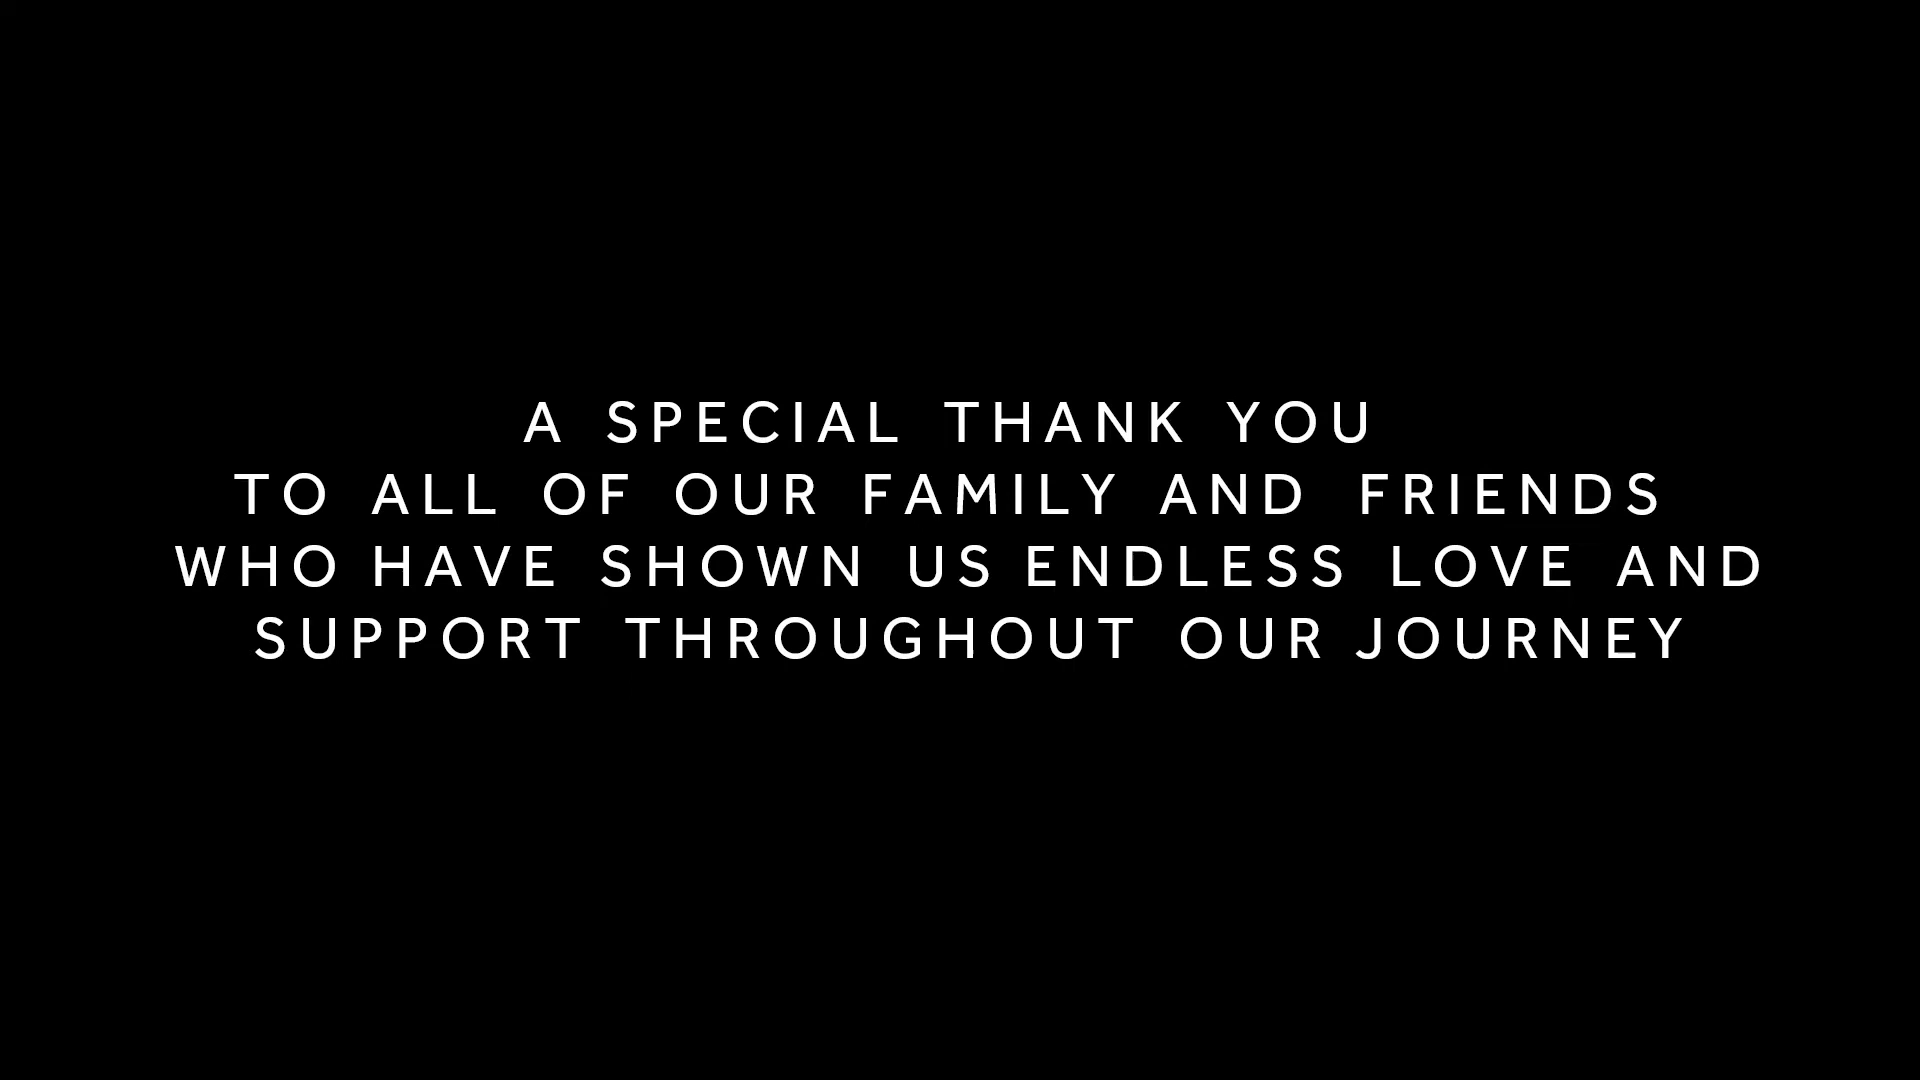 A SPECIAL THANK YOU
TO ALL OF OUR FAMILY AND FRIENDS
WHO HAVE SHOWN US ENDLESS LOVE AND
SUPPORT THROUGHOUT OUR JOURNEY